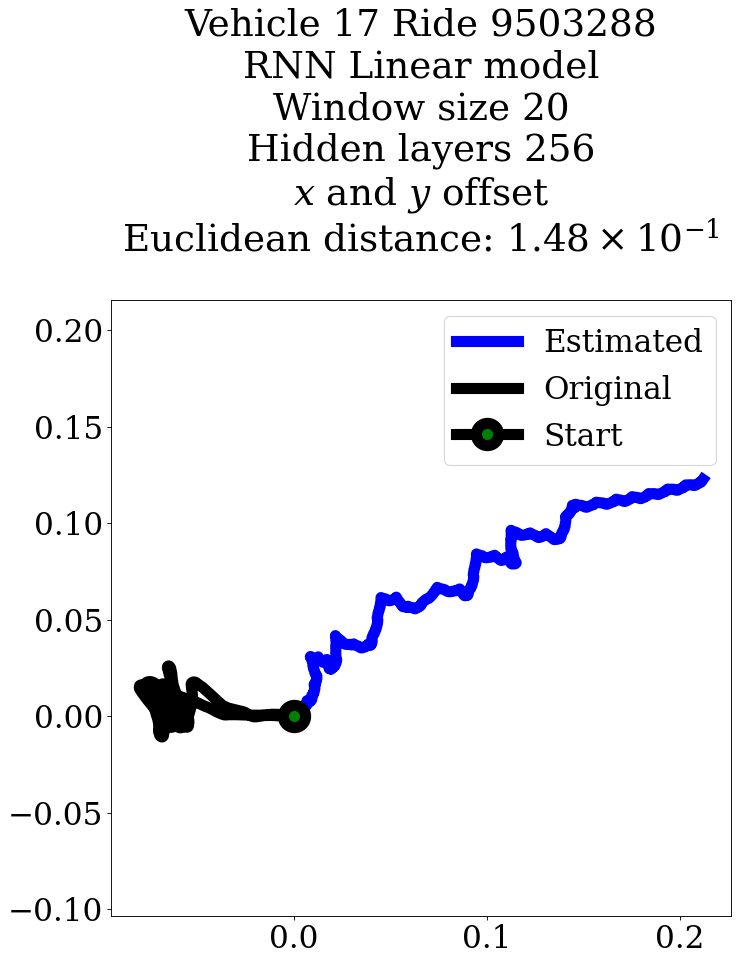 Vehicle 17 Ride 9503288
RNN Linear model
Window size 20
Hidden layers 256
x and y offset
Euclidean distance: 1.48 × 10⁻¹
Estimated
Original
Start
0.20
0.15
0.10
0.05
0.00
−0.05
−0.10
0.0 0.1 0.2